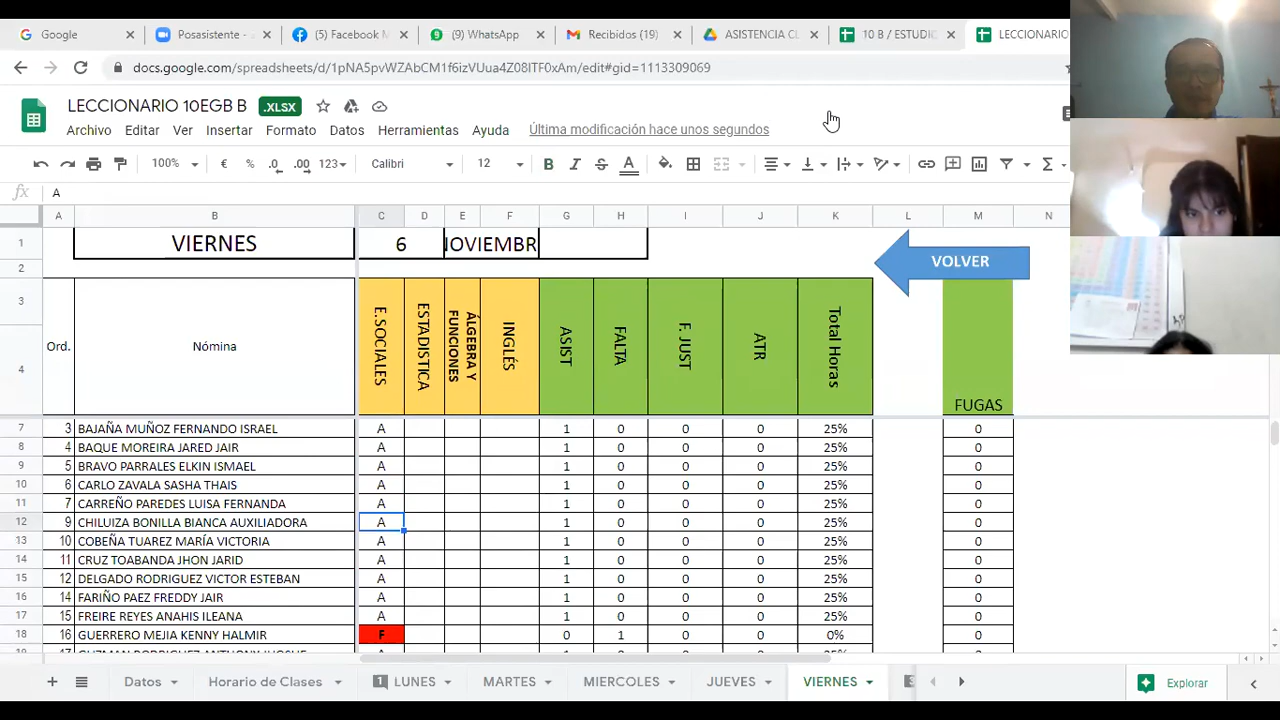 Google
Posasistente -
(5) Facebook M
(9) WhatsApp
Recibidos (19)
ASISTENCIA CL
10 B / ESTUDI
LECCIONARIO
docs.google.com/spreadsheets/d/1pNA5pvWZAbCM1f6izVUua4Z08ITF0xAm/edit#gid=1113309069
LECCIONARIO 10EGB B .XLSX
Archivo Editar Ver Insertar Formato Datos Herramientas Ayuda Última modificación hace unos segundos
100% € % .0 .00 123 Calibri 12 B I S A
fx A
A B C D E F G H I J K L M N
1 VIERNES 6 NOVIEMBR
2 VOLVER
3
4
Ord. Nómina E.SOCIALES ESTADISTICA ÁLGEBRA Y FUNCIONES INGLÉS ASIST FALTA F. JUST ATR Total Horas FUGAS
7 3 BAJAÑA MUÑOZ FERNANDO ISRAEL A 1 0 0 0 25% 0
8 4 BAQUE MOREIRA JARED JAIR A 1 0 0 0 25% 0
9 5 BRAVO PARRALES ELKIN ISMAEL A 1 0 0 0 25% 0
10 6 CARLO ZAVALA SASHA THAIS A 1 0 0 0 25% 0
11 7 CARREÑO PAREDES LUISA FERNANDA A 1 0 0 0 25% 0
12 9 CHILUIZA BONILLA BIANCA AUXILIADORA A 1 0 0 0 25% 0
13 10 COBEÑA TUAREZ MARÍA VICTORIA A 1 0 0 0 25% 0
14 11 CRUZ TOABANDA JHON JARID A 1 0 0 0 25% 0
15 12 DELGADO RODRIGUEZ VICTOR ESTEBAN A 1 0 0 0 25% 0
16 14 FARIÑO PAEZ FREDDY JAIR A 1 0 0 0 25% 0
17 15 FREIRE REYES ANAHIS ILEANA A 1 0 0 0 25% 0
18 16 GUERRERO MEJIA KENNY HALMIR F 0 1 0 0 0% 0
Datos Horario de Clases 1 LUNES MARTES MIERCOLES JUEVES VIERNES Explorar